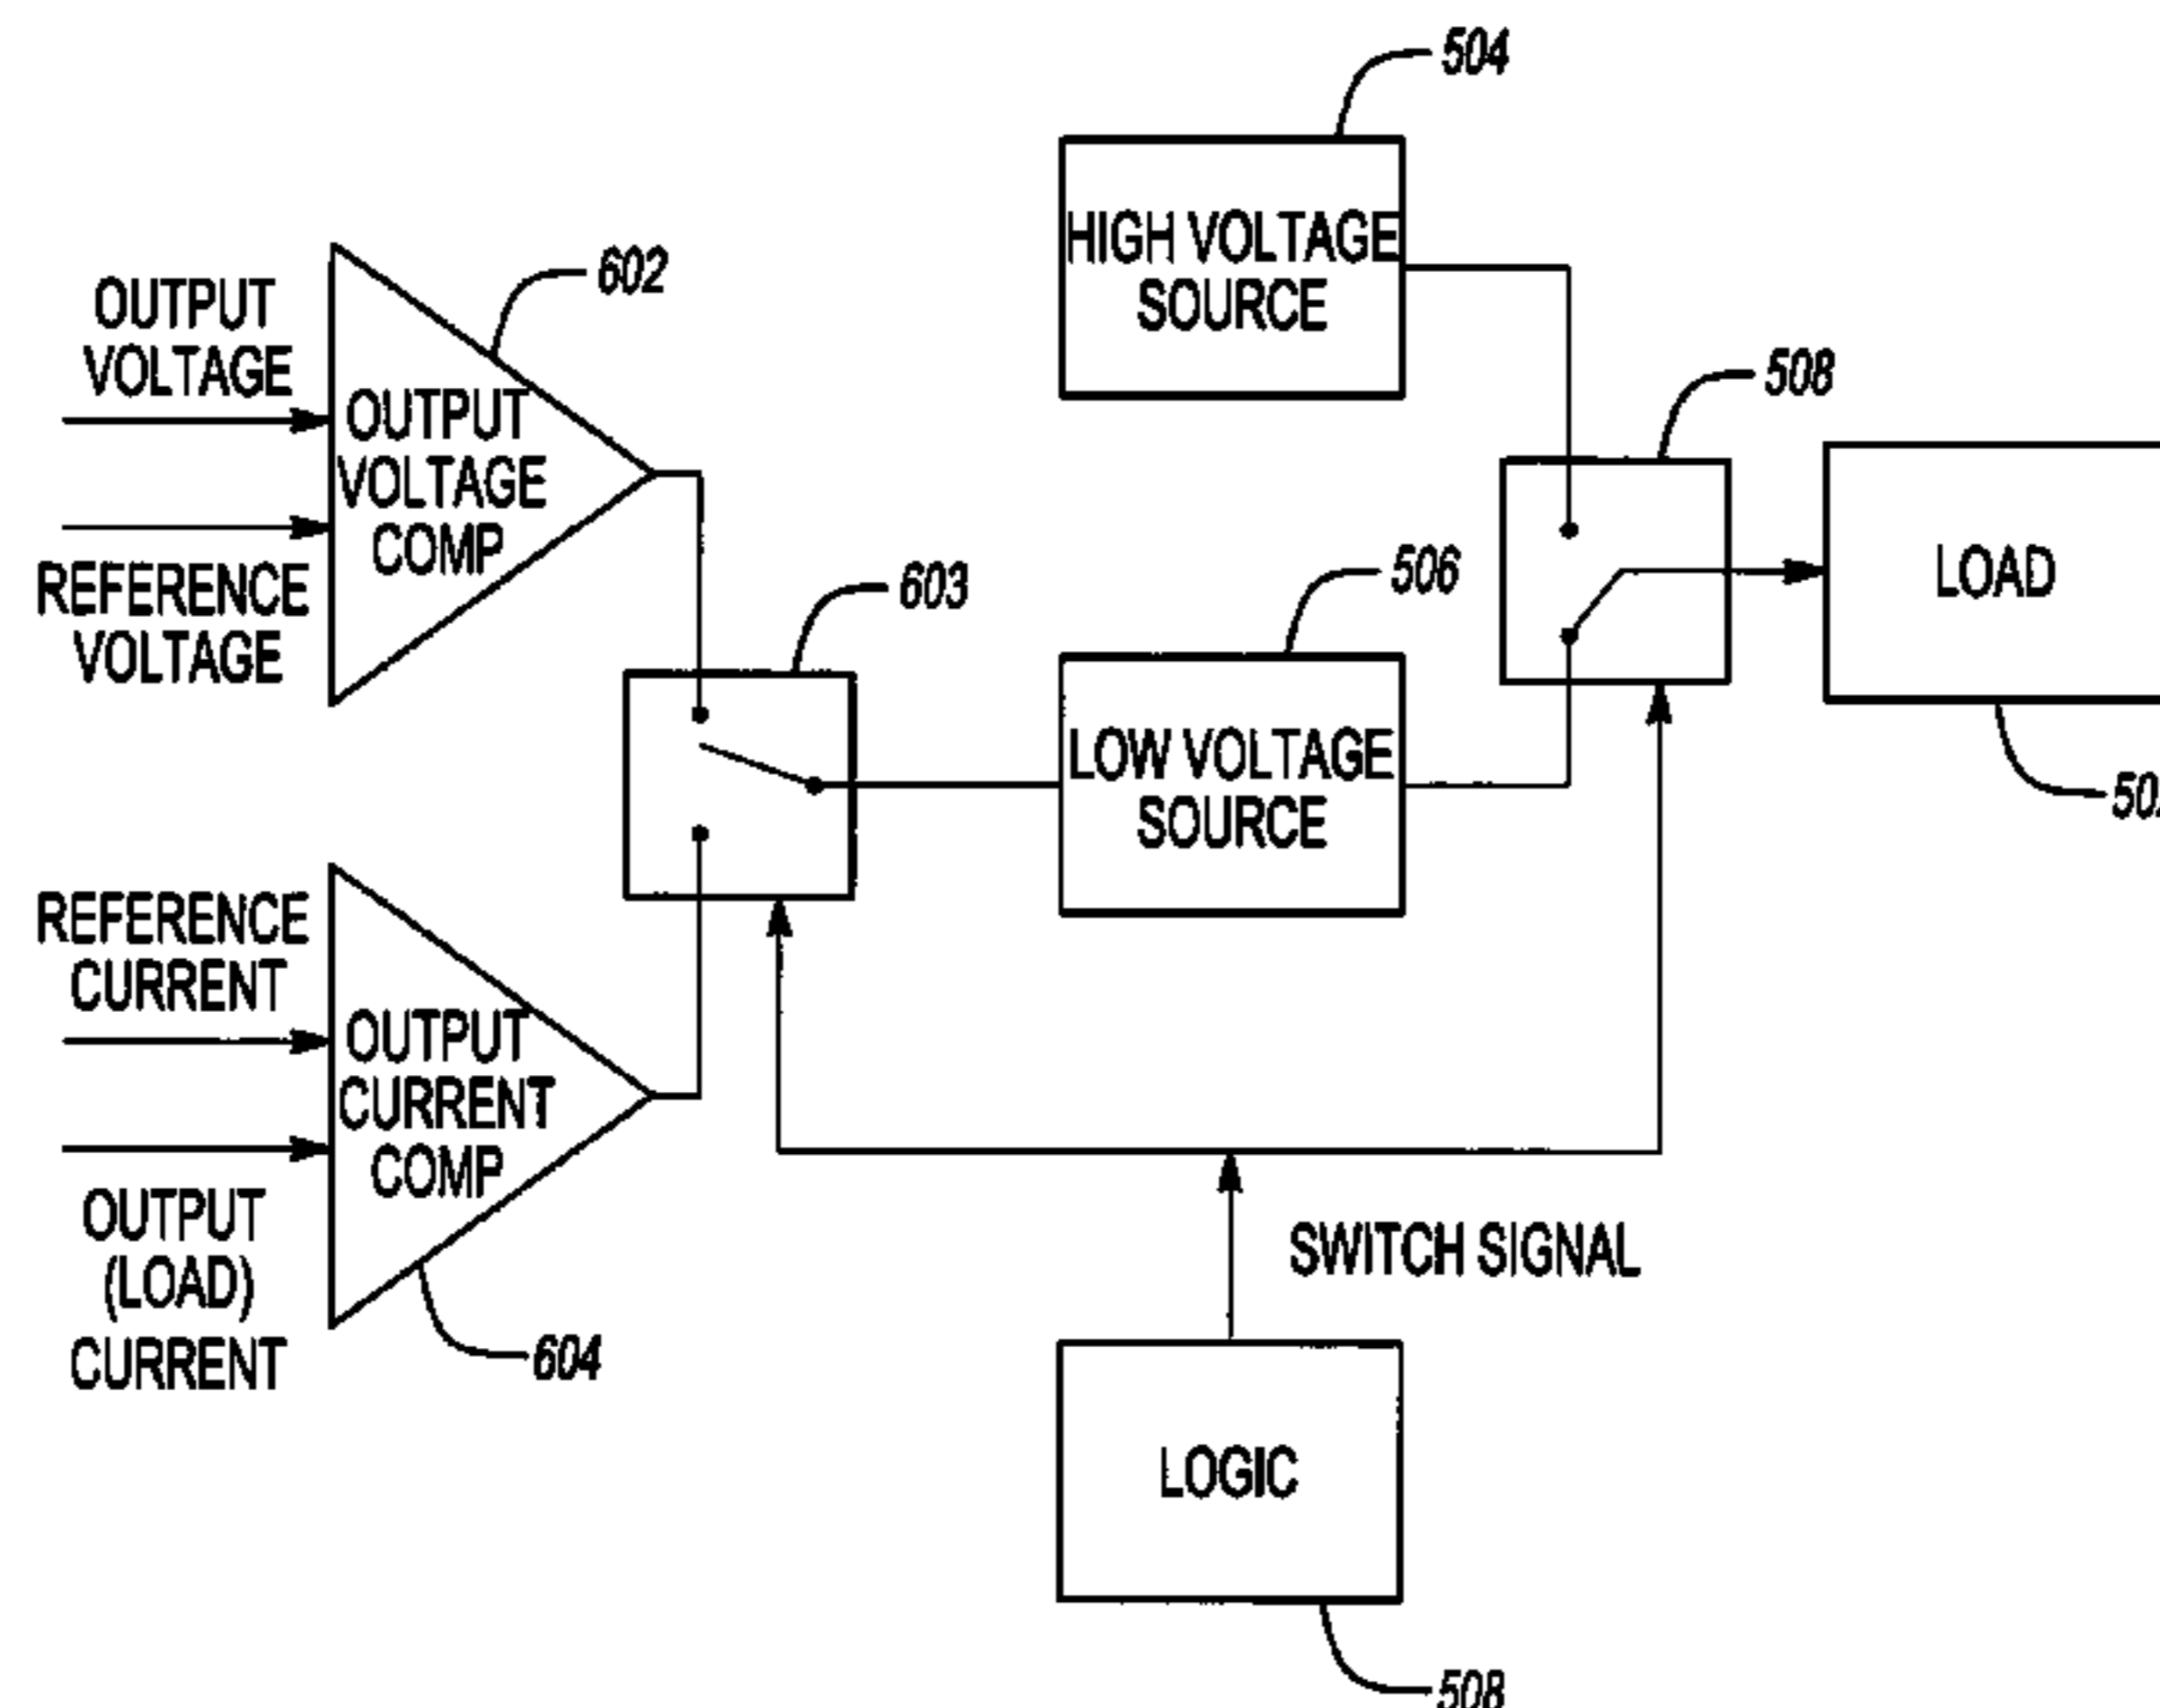 504
HIGH VOLTAGE
SOURCE
602
OUTPUT
VOLTAGE
OUTPUT
VOLTAGE
COMP
REFERENCE
VOLTAGE
508
LOAD
603
506
LOW VOLTAGE
SOURCE
REFERENCE
CURRENT
OUTPUT
CURRENT
COMP
OUTPUT
(LOAD)
CURRENT
604
SWITCH SIGNAL
LOGIC
508